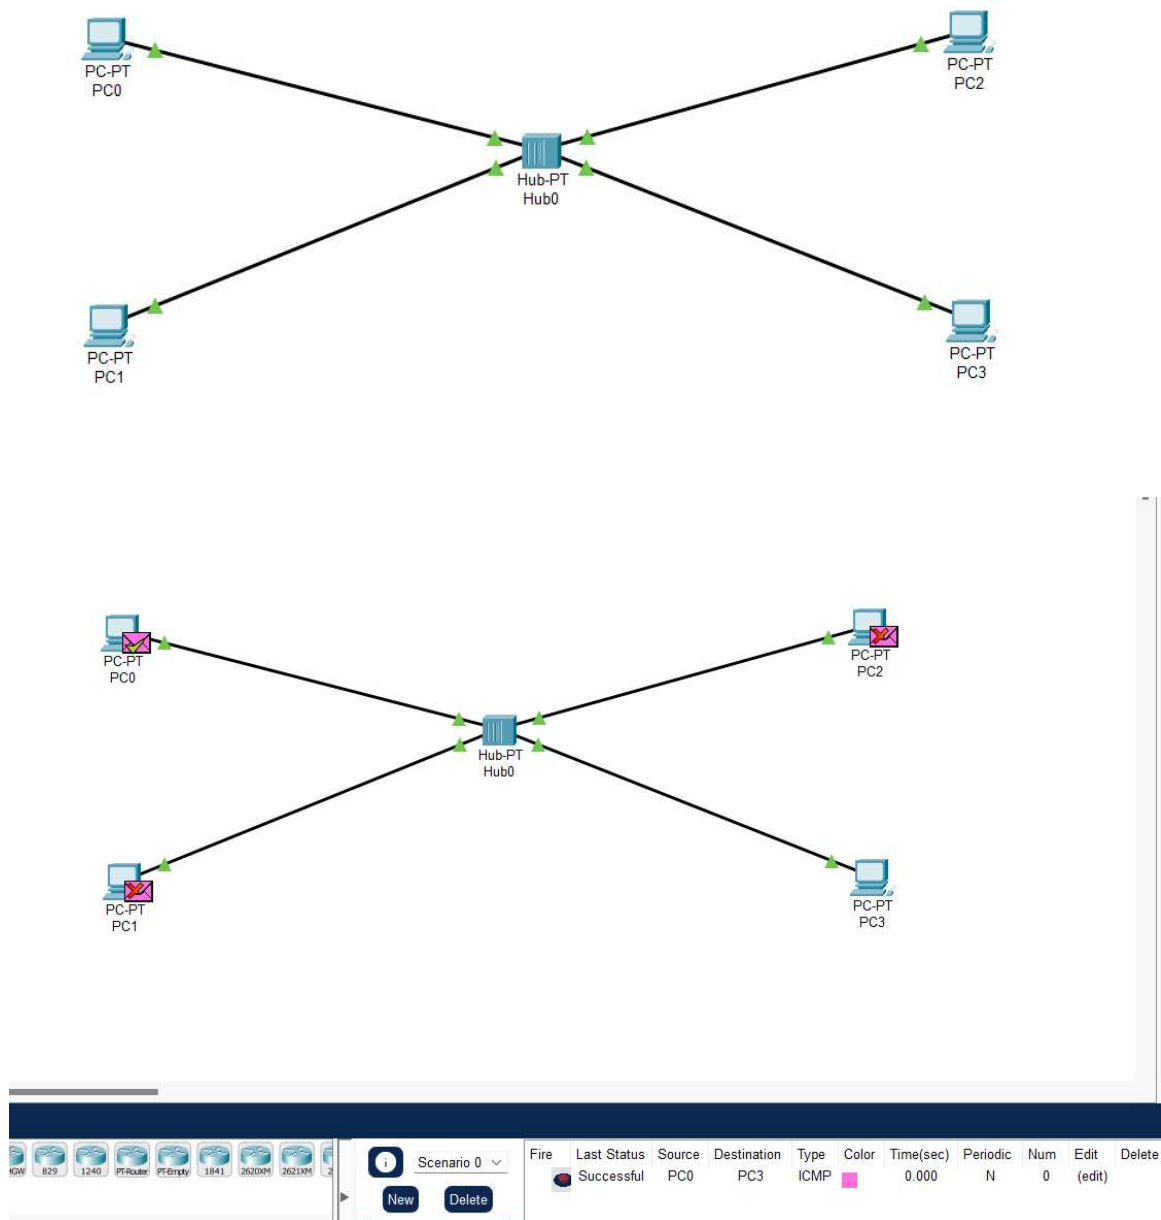 PC-PT
PC0
PC-PT
PC2
Hub-PT
Hub0
PC-PT
PC1
PC-PT
PC3
PC-PT
PC0
PC-PT
PC2
Hub-PT
Hub0
PC-PT
PC1
PC-PT
PC3
829 1240 PT-Router PT-Empty 1841 2620XM 2621XM
Scenario 0
New Delete
Fire Last Status Source Destination Type Color Time(sec) Periodic Num Edit Delete
Successful PC0 PC3 ICMP 0.000 N 0 (edit)